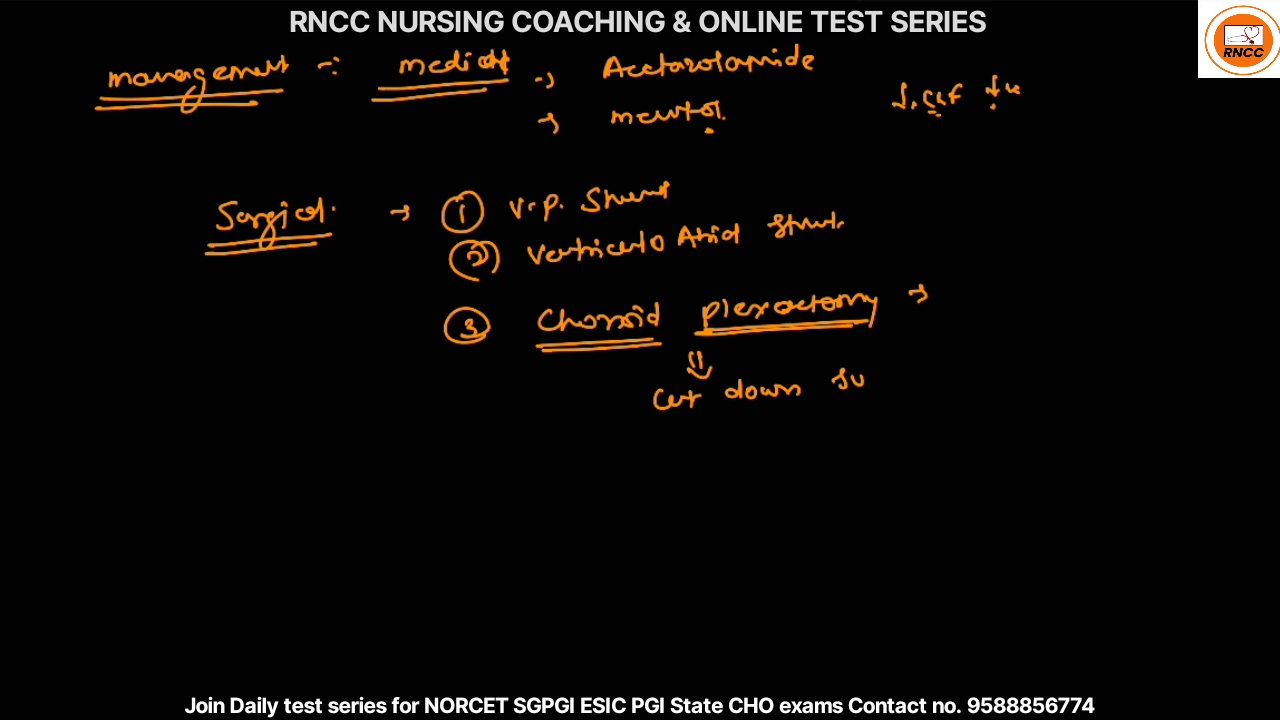 RNCC NURSING COACHING & ONLINE TEST SERIES
RNCC
management -: medical → Acetazolamide
→
Surgical. → ① V.P. Shunt
② Ventriculo Atrial Shunt.
③ Choroid plexectomy →
Cut down
Join Daily test series for NORCET SGPGI ESIC PGI State CHO exams Contact no. 9588856774